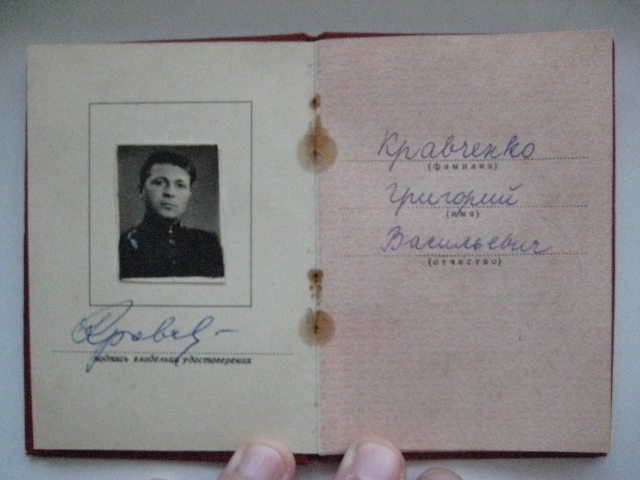 подпись владельца удостоверения
Кравченко
(фамилия)
Григорий
(имя)
Васильевич
(отчество)